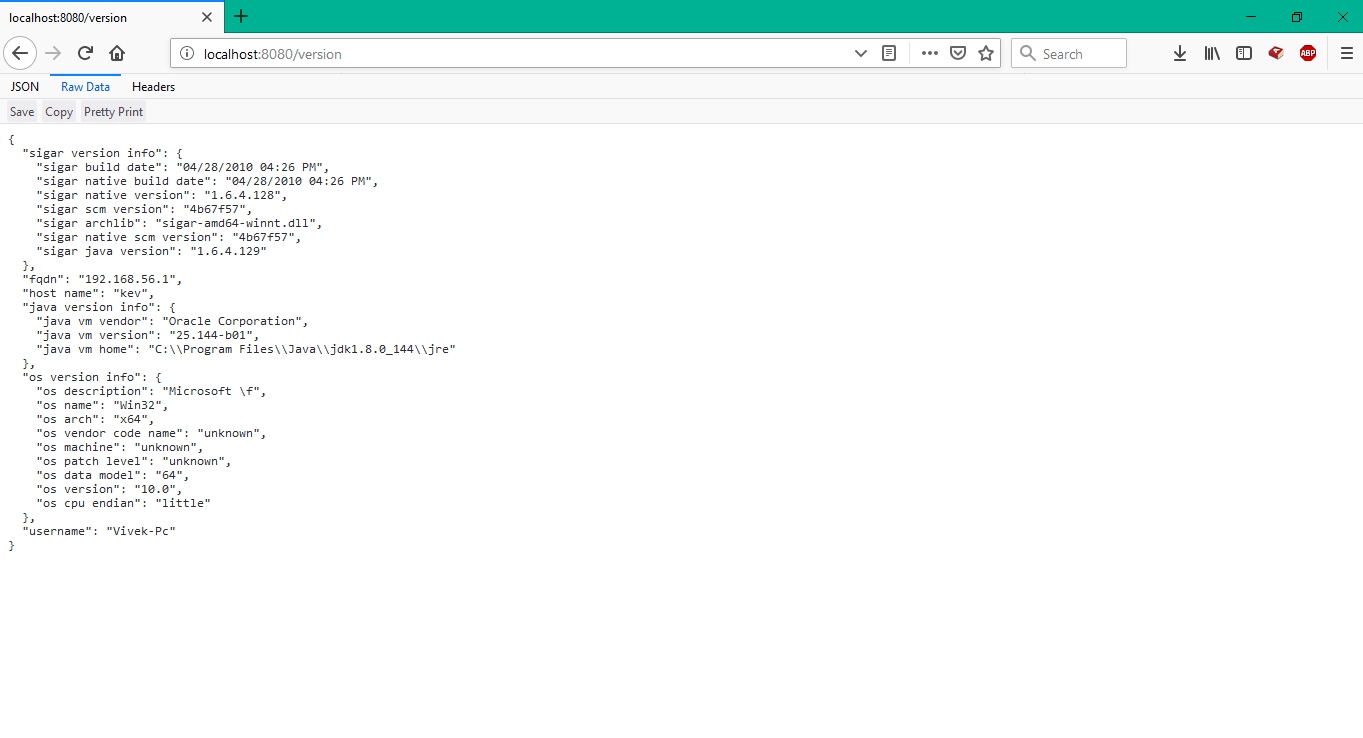 localhost:8080/version
localhost:8080/version
Search
ABP
JSON Raw Data Headers
Save Copy Pretty Print
{
  "sigar version info": {
    "sigar build date": "04/28/2010 04:26 PM",
    "sigar native build date": "04/28/2010 04:26 PM",
    "sigar native version": "1.6.4.128",
    "sigar scm version": "4b67f57",
    "sigar archlib": "sigar-amd64-winnt.dll",
    "sigar native scm version": "4b67f57",
    "sigar java version": "1.6.4.129"
  },
  "fqdn": "192.168.56.1",
  "host name": "kev",
  "java version info": {
    "java vm vendor": "Oracle Corporation",
    "java vm version": "25.144-b01",
    "java vm home": "C:\\Program Files\\Java\\jdk1.8.0_144\\jre"
  },
  "os version info": {
    "os description": "Microsoft \f",
    "os name": "Win32",
    "os arch": "x64",
    "os vendor code name": "unknown",
    "os machine": "unknown",
    "os patch level": "unknown",
    "os data model": "64",
    "os version": "10.0",
    "os cpu endian": "little"
  },
  "username": "Vivek-Pc"
}